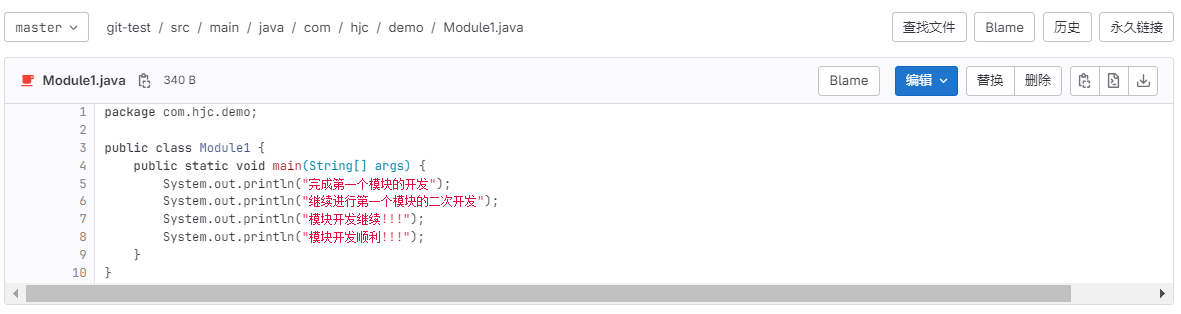 master git-test / src / main / java / com / hjc / demo / Module1.java 查找文件 Blame 历史 永久链接
Module1.java 340 B Blame 编辑 替换 删除
1 package com.hjc.demo;
2
3 public class Module1 {
4     public static void main(String[] args) {
5         System.out.println("完成第一个模块的开发");
6         System.out.println("继续进行第一个模块的二次开发");
7         System.out.println("模块开发继续!!!");
8         System.out.println("模块开发顺利!!!");
9     }
10 }